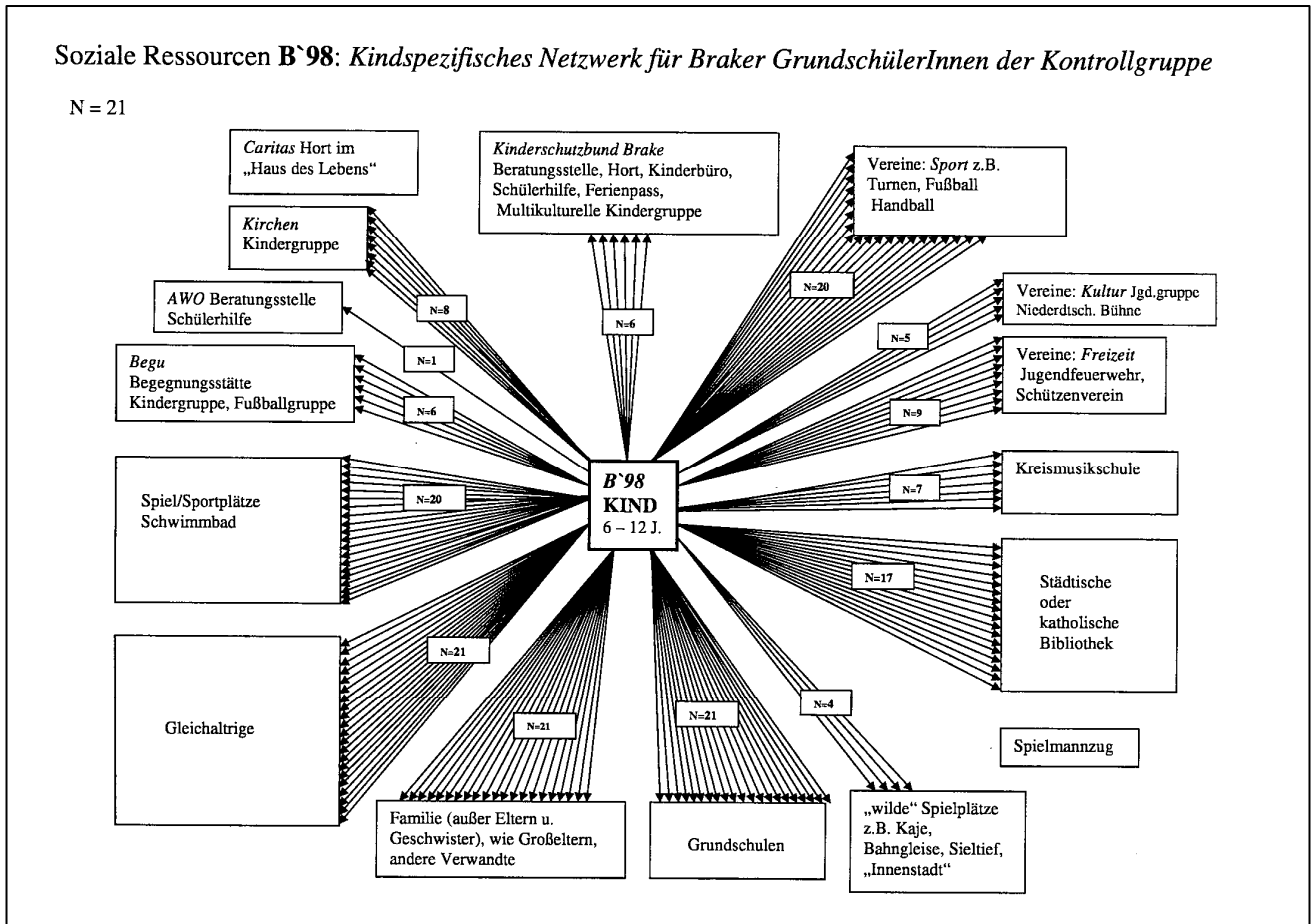 Soziale Ressourcen B`98: Kindspezifisches Netzwerk für Braker GrundschülerInnen der Kontrollgruppe
N = 21
Caritas Hort im
„Haus des Lebens“
Kinderschutzbund Brake
Beratungsstelle, Hort, Kinderbüro,
Schülerhilfe, Ferienpass,
Multikulturelle Kindergruppe
Vereine: Sport z.B.
Turnen, Fußball
Handball
Kirchen
Kindergruppe
AWO Beratungsstelle
Schülerhilfe
N=8
N=6
N=20
Vereine: Kultur Jgd.gruppe
Niederdtsch. Bühne
N=5
N=1
Begu
Begegnungsstätte
Kindergruppe, Fußballgruppe
N=6
Vereine: Freizeit
Jugendfeuerwehr,
Schützenverein
N=9
Spiel/Sportplätze
Schwimmbad
N=20
B`98
KIND
6 – 12 J.
N=7
Kreismusikschule
N=17
Städtische
oder
katholische
Bibliothek
Gleichaltrige
N=21
N=21
N=21
N=4
Spielmannzug
Familie (außer Eltern u.
Geschwister), wie Großeltern,
andere Verwandte
Grundschulen
„wilde“ Spielplätze
z.B. Kaje,
Bahngleise, Sieltief,
„Innenstadt“